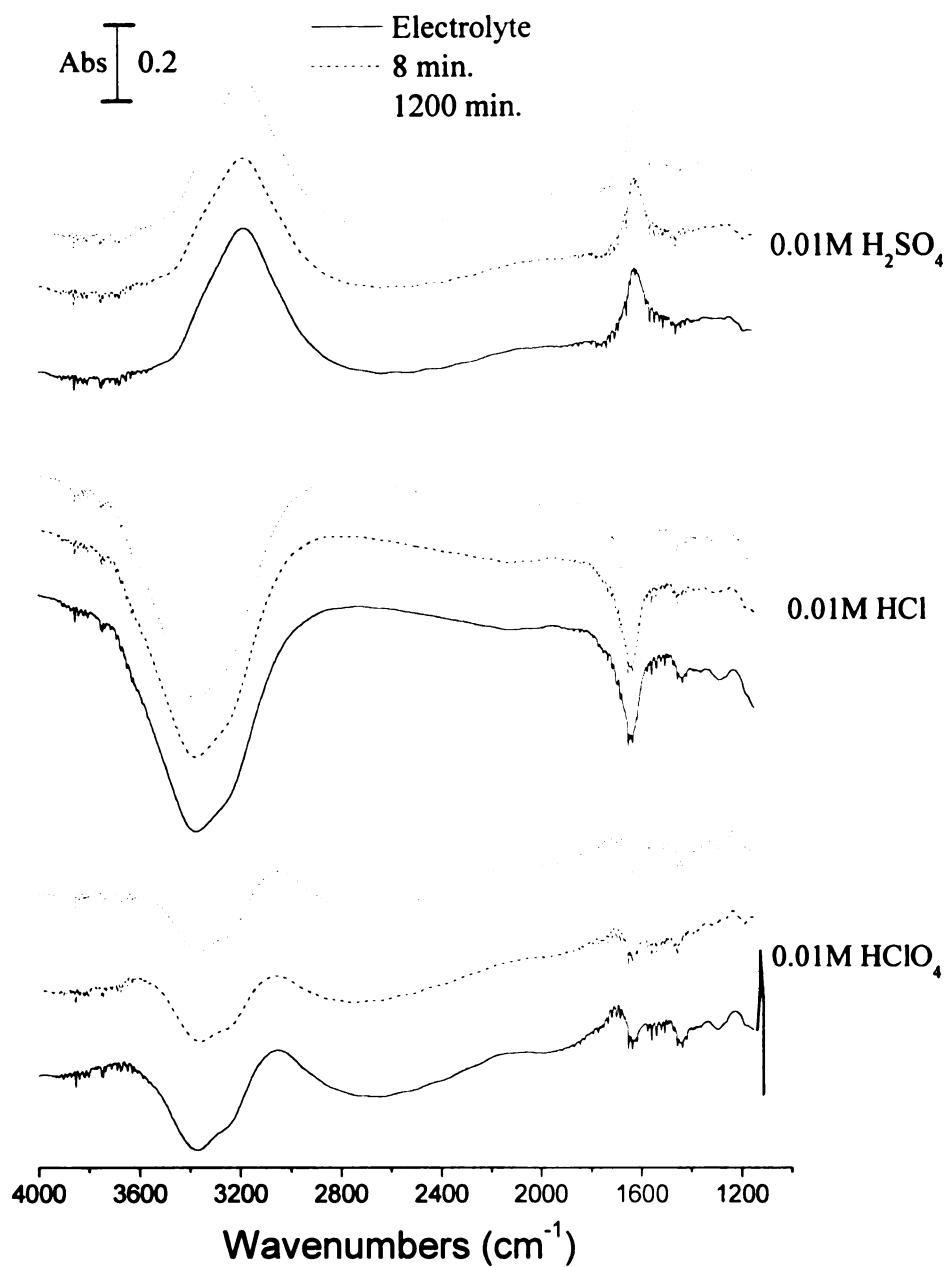 Electrolyte
Abs 0.2
8 min.
1200 min.
0.01M H₂SO₄
0.01M HCl
0.01M HClO₄
4000 3600 3200 2800 2400 2000 1600 1200
Wavenumbers (cm⁻¹)